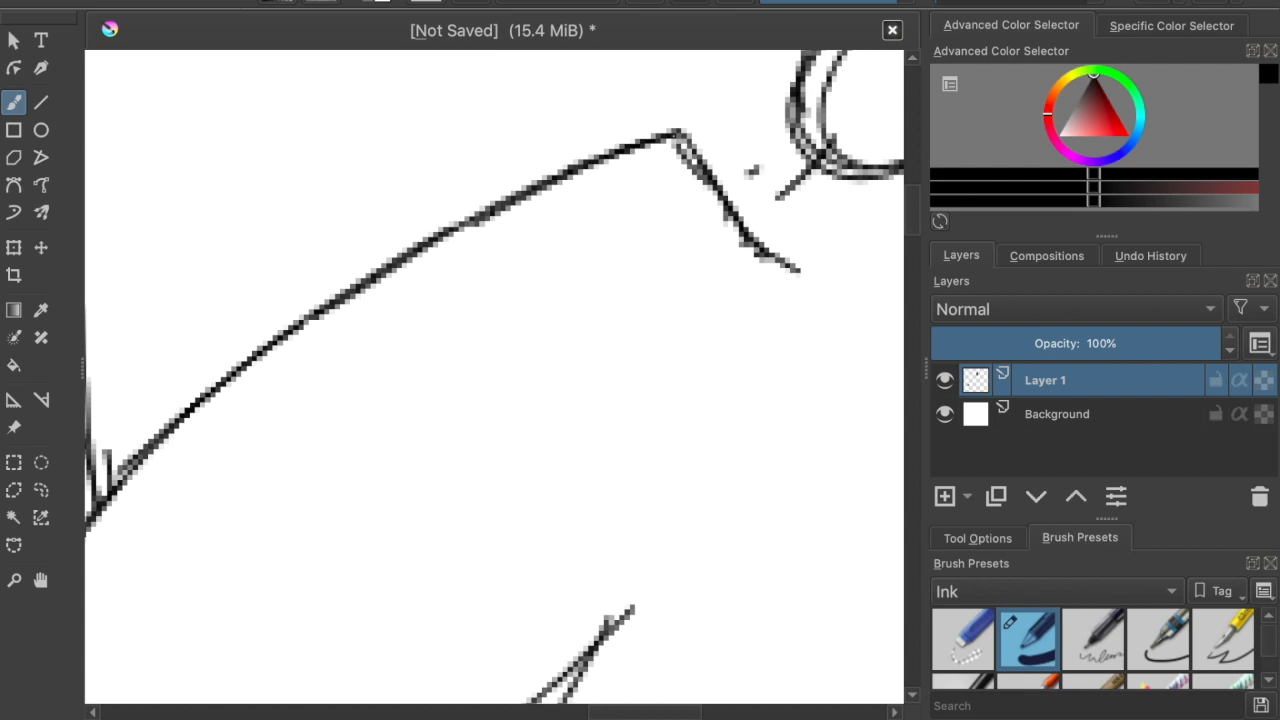 [Not Saved] (15.4 MiB) *
Advanced Color Selector
Specific Color Selector
Advanced Color Selector
Layers
Compositions
Undo History
Layers
Normal
Opacity: 100%
Layer 1
Background
Tool Options
Brush Presets
Brush Presets
Ink
Tag
Search